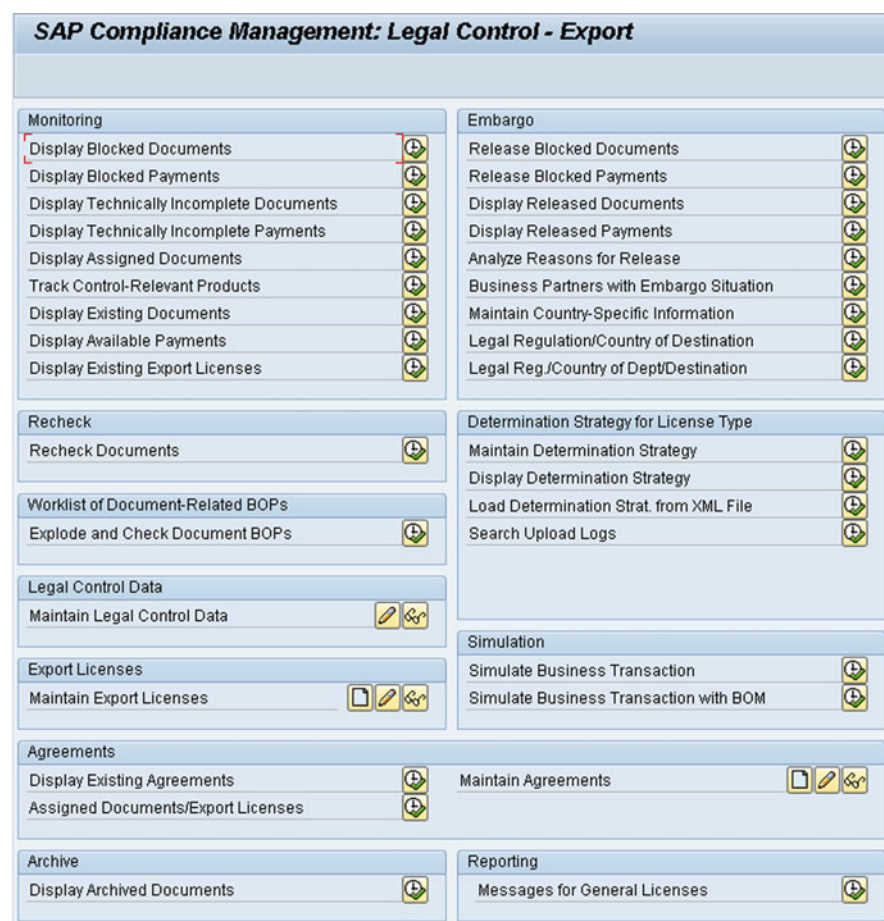 SAP Compliance Management: Legal Control - Export
Monitoring
Display Blocked Documents
Display Blocked Payments
Display Technically Incomplete Documents
Display Technically Incomplete Payments
Display Assigned Documents
Track Control-Relevant Products
Display Existing Documents
Display Available Payments
Display Existing Export Licenses
Embargo
Release Blocked Documents
Release Blocked Payments
Display Released Documents
Display Released Payments
Analyze Reasons for Release
Business Partners with Embargo Situation
Maintain Country-Specific Information
Legal Regulation/Country of Destination
Legal Reg./Country of Dept/Destination
Recheck
Recheck Documents
Worklist of Document-Related BOPs
Explode and Check Document BOPs
Legal Control Data
Maintain Legal Control Data
Export Licenses
Maintain Export Licenses
Determination Strategy for License Type
Maintain Determination Strategy
Display Determination Strategy
Load Determination Strat. from XML File
Search Upload Logs
Simulation
Simulate Business Transaction
Simulate Business Transaction with BOM
Agreements
Display Existing Agreements
Assigned Documents/Export Licenses
Maintain Agreements
Archive
Display Archived Documents
Reporting
Messages for General Licenses